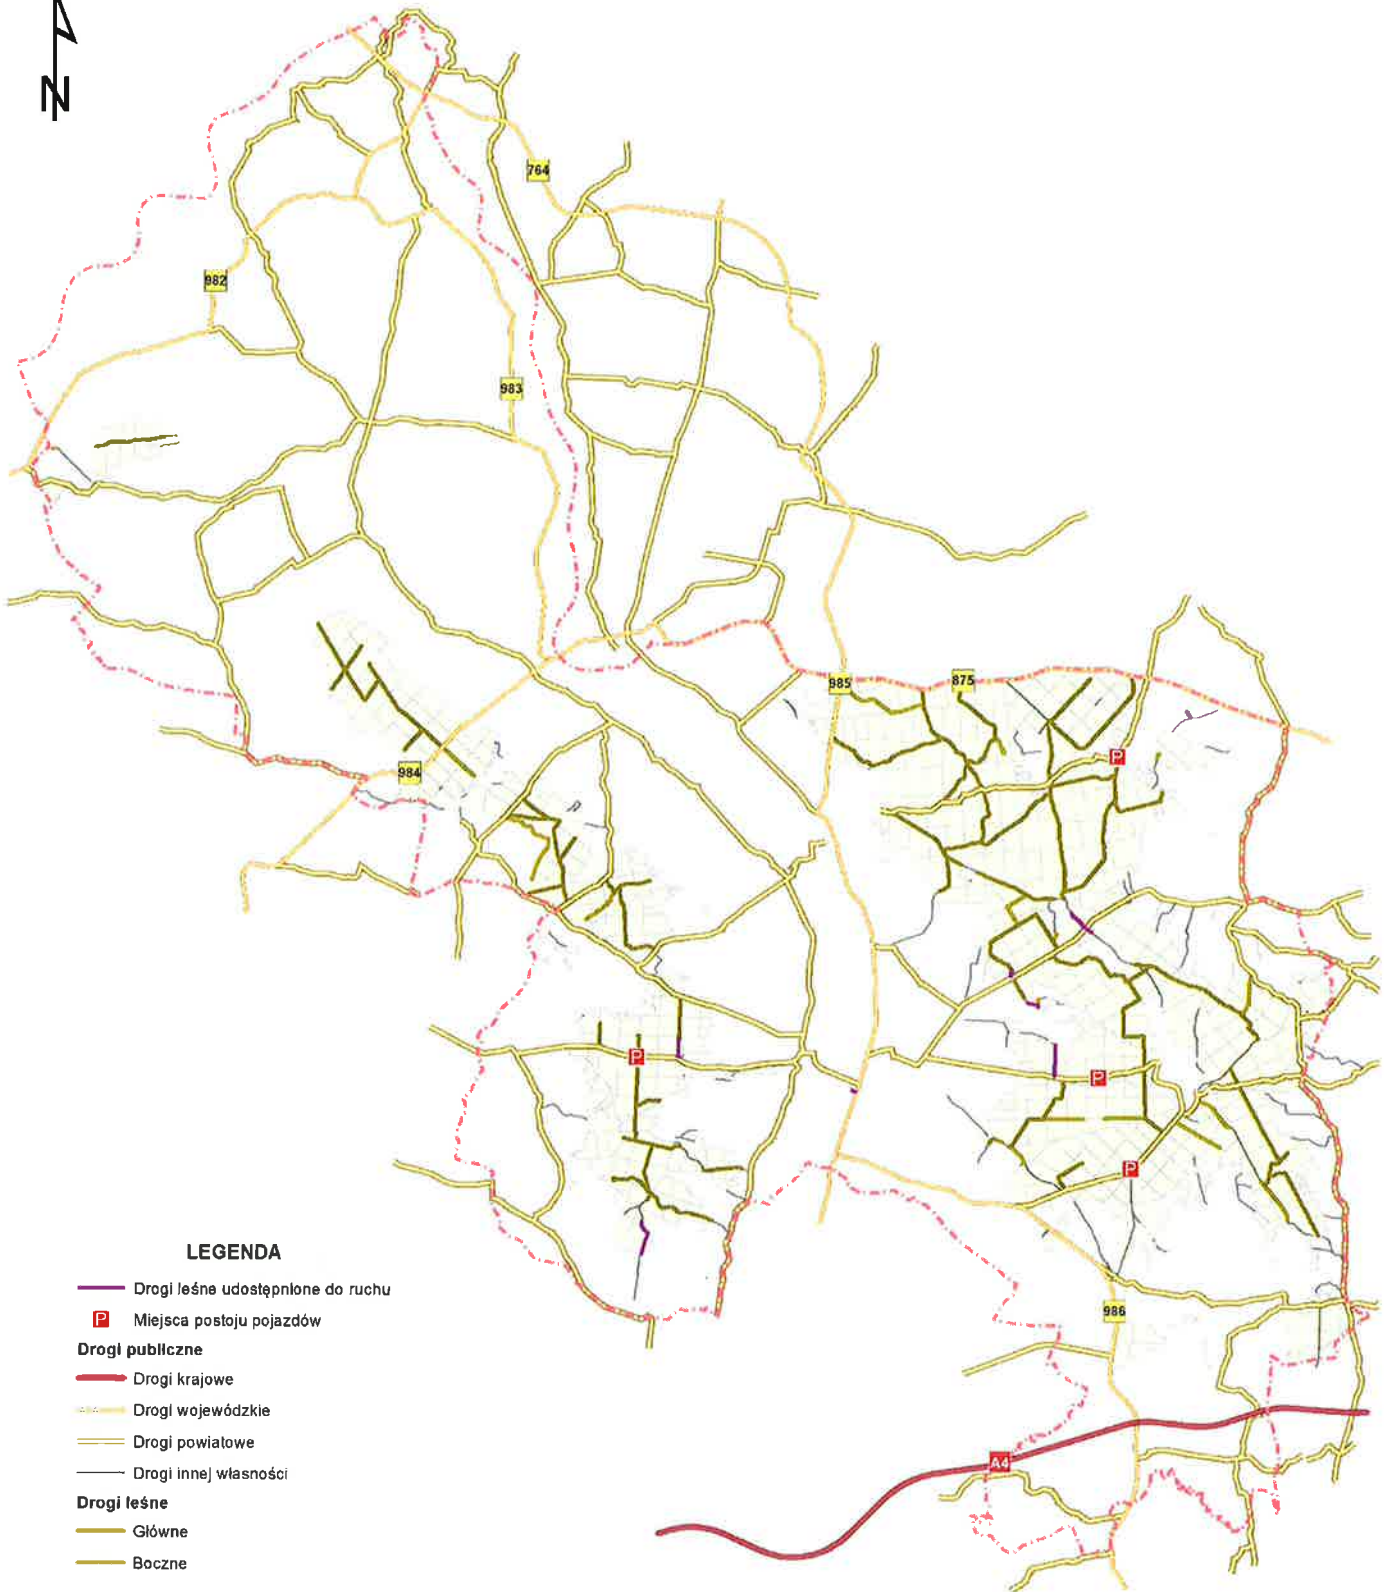 N
764
982
983
985
875
P
984
P
P
P
986
A4
LEGENDA
Drogi leśne udostępnione do ruchu
P Miejsca postoju pojazdów
Drogi publiczne
Drogi krajowe
Drogi wojewódzkie
Drogi powiatowe
Drogi innej własności
Drogi leśne
Główne
Boczne